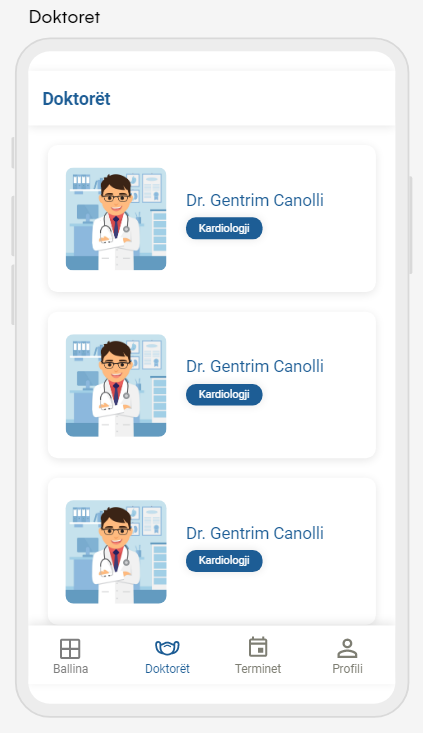 Doktoret
Doktorët
Dr. Gentrim Canolli
Kardiologji
Dr. Gentrim Canolli
Kardiologji
Dr. Gentrim Canolli
Kardiologji
Ballina Doktorët Terminet Profili